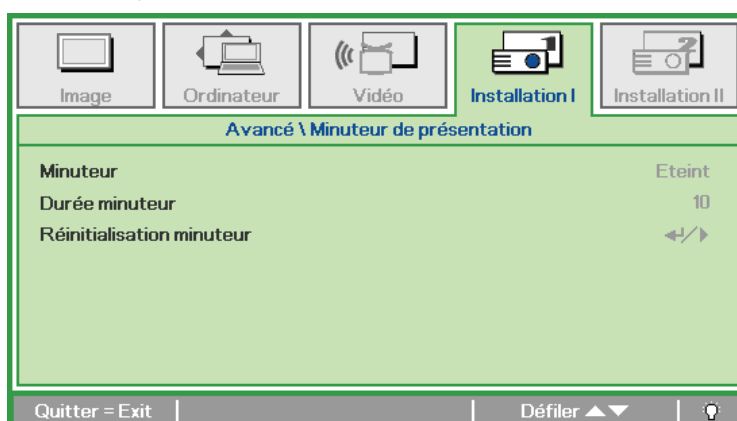 Image Ordinateur Vidéo Installation I Installation II
Avancé \ Minuteur de présentation
Minuteur Eteint
Durée minuteur 10
Réinitialisation minuteur
Quitter = Exit Défiler